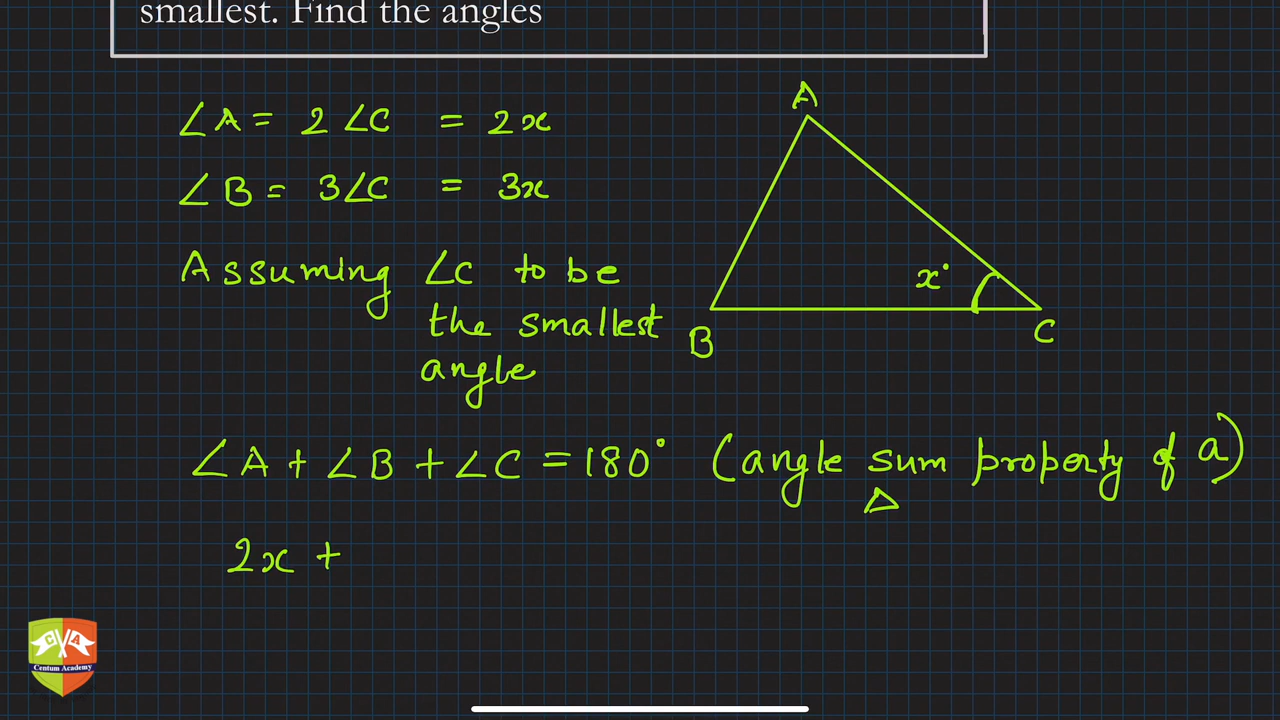 smallest. Find the angles
∠A = 2∠C = 2x
∠B = 3∠C = 3x
Assuming ∠C to be
the smallest
angle
A
x°
B
C
∠A + ∠B + ∠C = 180° (angle sum property of a)
Δ
2x +
C A
Centum Academy